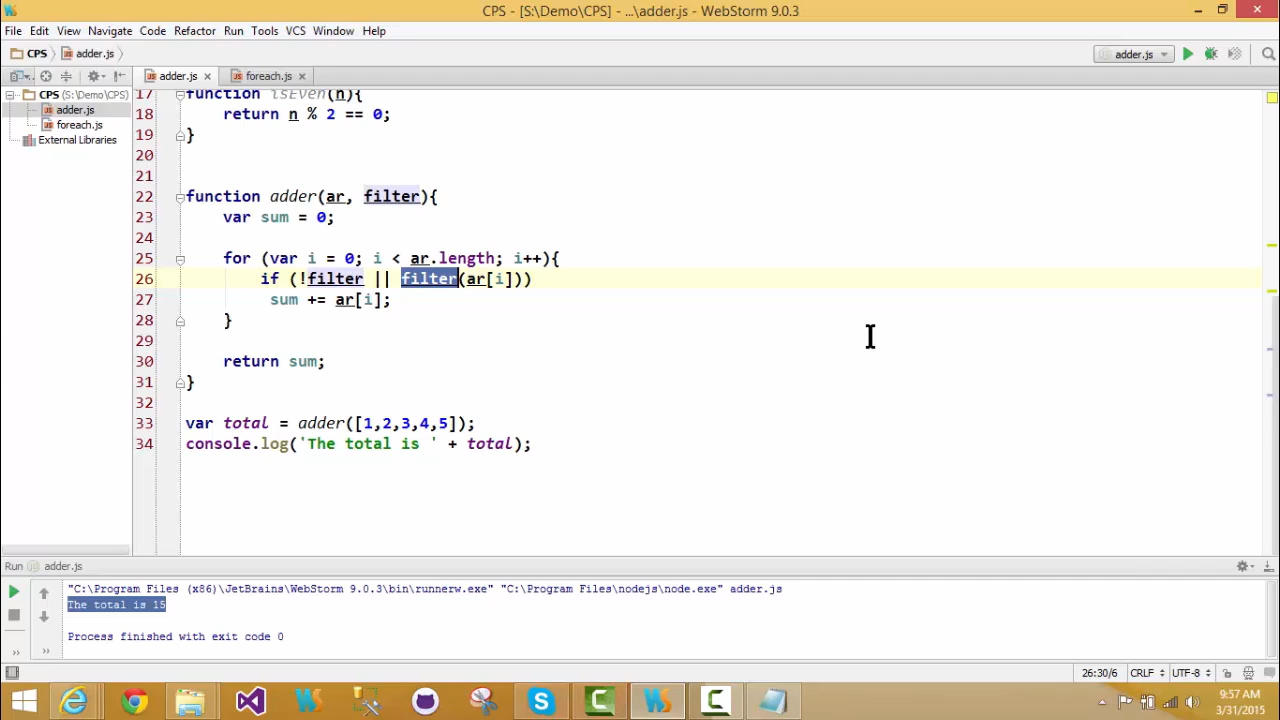 CPS - [S:\Demo\CPS] - ...\adder.js - WebStorm 9.0.3
File Edit View Navigate Code Refactor Run Tools VCS Window Help
CPS adder.js
adder.js
adder.js foreach.js
CPS (S:\Demo\CPS)
adder.js
foreach.js
External Libraries
17 function isEven(n){
18 return n % 2 == 0;
19 }
20
21
22 function adder(ar, filter){
23 var sum = 0;
24
25 for (var i = 0; i < ar.length; i++){
26 if (!filter || filter(ar[i]))
27 sum += ar[i];
28 }
29
30 return sum;
31 }
32
33 var total = adder([1,2,3,4,5]);
34 console.log('The total is ' + total);
Run adder.js
"C:\Program Files (x86)\JetBrains\WebStorm 9.0.3\bin\runnerw.exe" "C:\Program Files\nodejs\node.exe" adder.js
The total is 15
Process finished with exit code 0
26:30/6 CRLF UTF-8
9:57 AM
3/31/2015